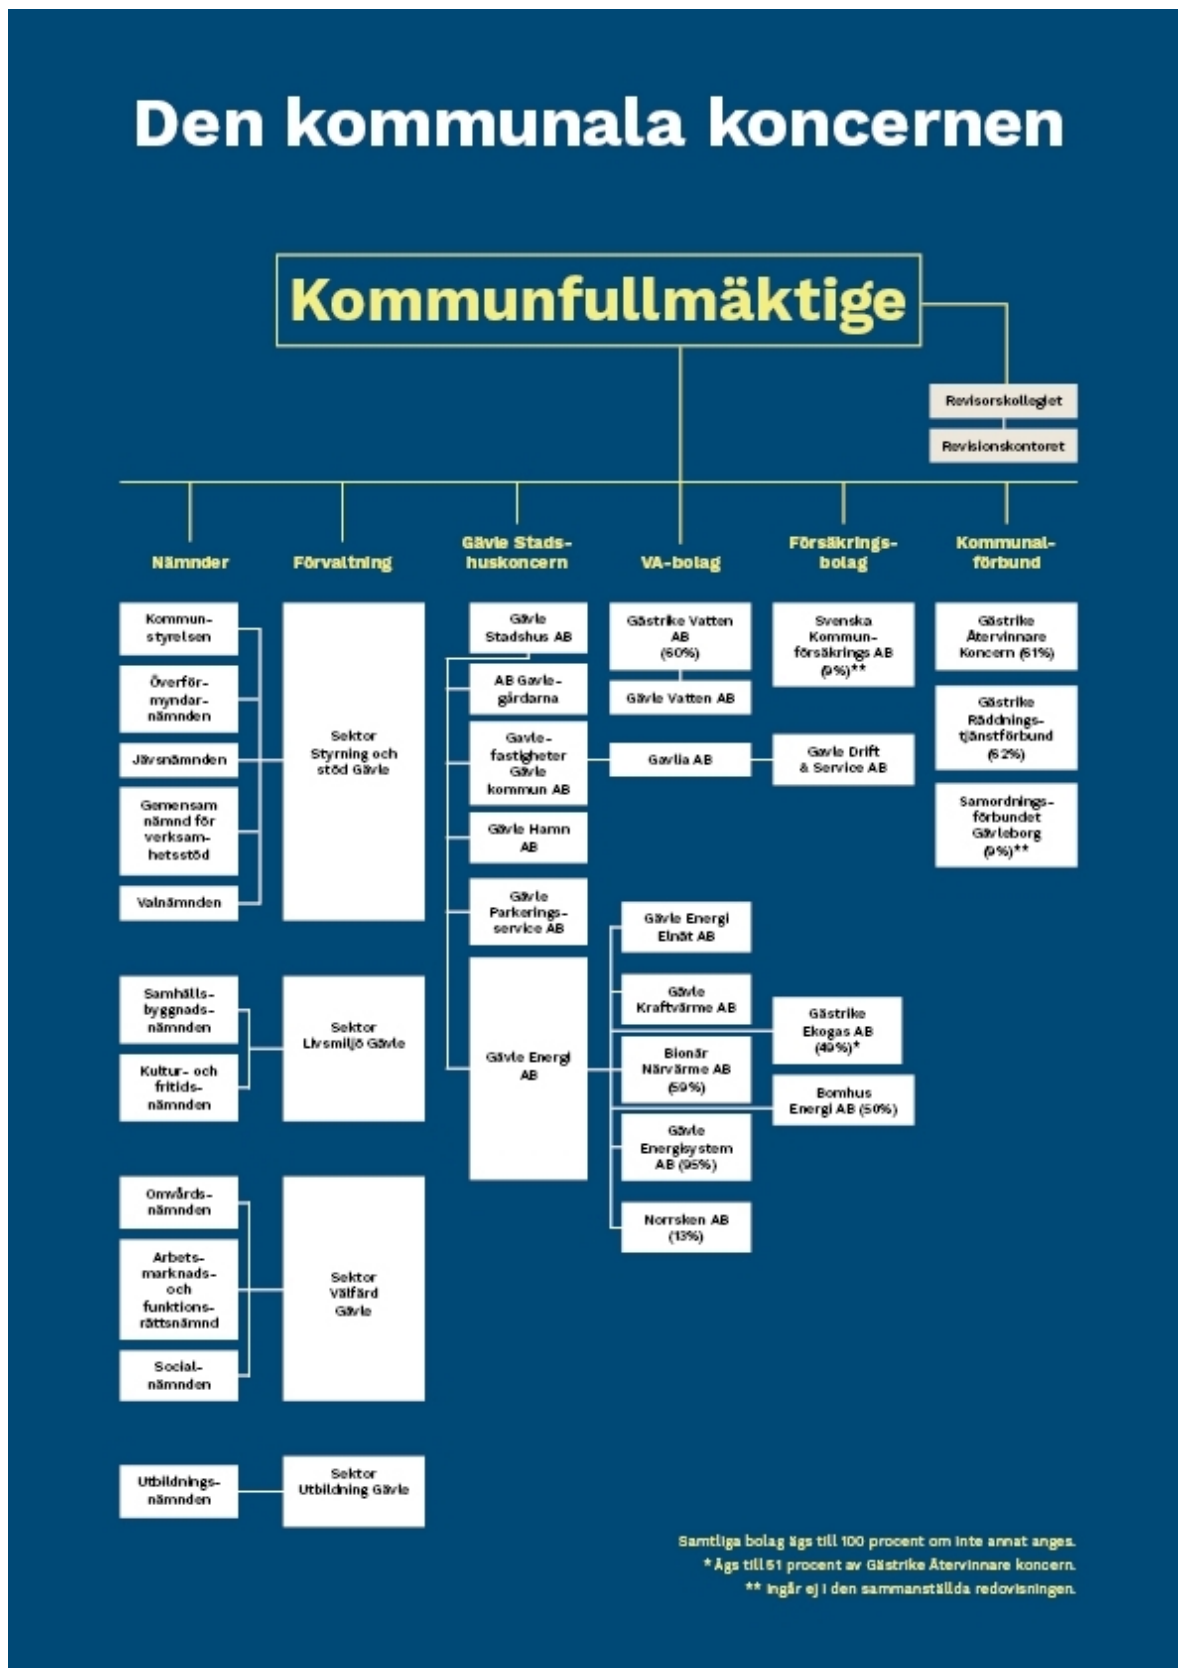 Den kommunala koncernen
Kommunfullmäktige
Revisorskollegiet
Revisionskontoret
Nämnder
Förvaltning
Gävle Stads-
huskoncern
VA-bolag
Försäkrings-
bolag
Kommunal-
förbund
Kommun-
styrelsen
Överför-
myndar-
nämnden
Jävsnämnden
Gemensam
nämnd för
verksam-
hetsstöd
Valnämnden
Sektor
Styrning och
stöd Gävle
Samhälls-
byggnads-
nämnden
Kultur- och
fritids-
nämnden
Sektor
Livsmiljö Gävle
Omvårds-
nämnden
Arbets-
marknads-
och
funktions-
rättsnämnd
Social-
nämnden
Sektor
Välfärd
Gävle
Utbildnings-
nämnden
Sektor
Utbildning Gävle
Gävle
Stadshus AB
AB Gavle-
gårdarna
Gavle-
fastigheter
Gävle
kommun AB
Gävle Hamn
AB
Gävle
Parkerings-
service AB
Gävle Energi
AB
Gästrike Vatten
AB
(60%)
Gävle Vatten AB
Gavlia AB
Gävle Energi
Elnät AB
Gävle
Kraftvärme AB
Bionär
Närvärme AB
(59%)
Gävle
Energisystem
AB (95%)
Norrsken AB
(13%)
Svenska
Kommun-
försäkrings AB
(9%)**
Gavle Drift
& Service AB
Gästrike
Ekogas AB
(49%)*
Bomhus
Energi AB (50%)
Gästrike
Återvinnare
Koncern (61%)
Gästrike
Räddnings-
tjänstförbund
(62%)
Samordnings-
förbundet
Gävleborg
(9%)**
Samtliga bolag ägs till 100 procent om inte annat anges.
* Ägs till 51 procent av Gästrike Återvinnare koncern.
** Ingår ej i den sammanställda redovisningen.